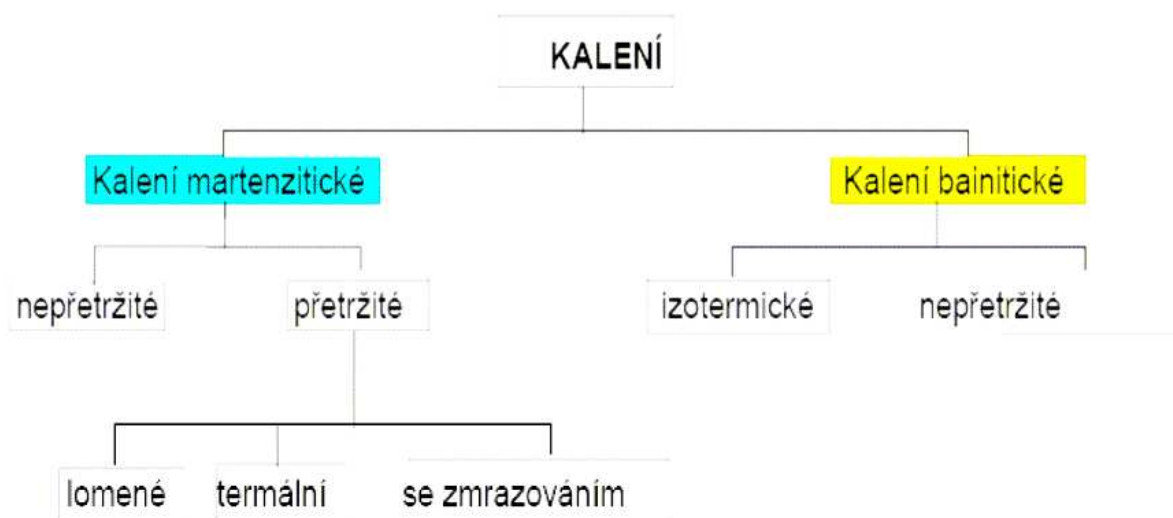 KALENÍ
Kalení martenzitické
Kalení bainitické
nepřetržité
přetržité
izotermické
nepřetržité
lomené
termální
se zmrazováním